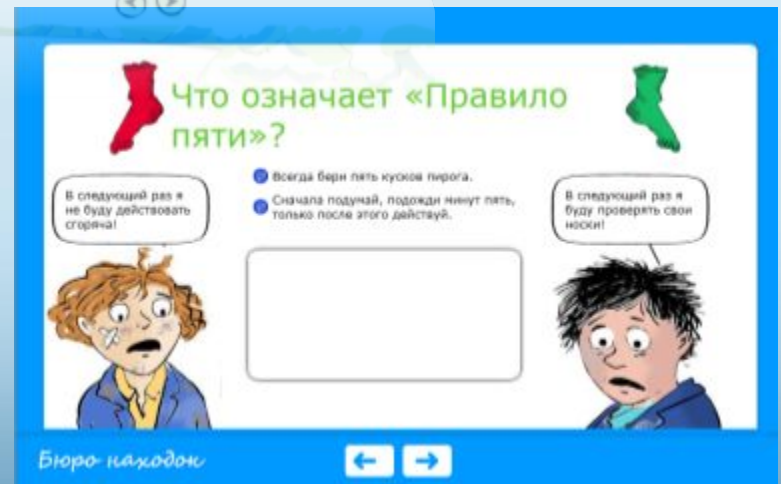 Что означает «Правило
пяти»?
Всегда бери пять кусков пирога.
Сначала подумай, подожди минут пять,
только после этого действуй.
В следующий раз я
не буду действовать
сгоряча!
В следующий раз я
буду проверять свои
носки!
Бюро находок